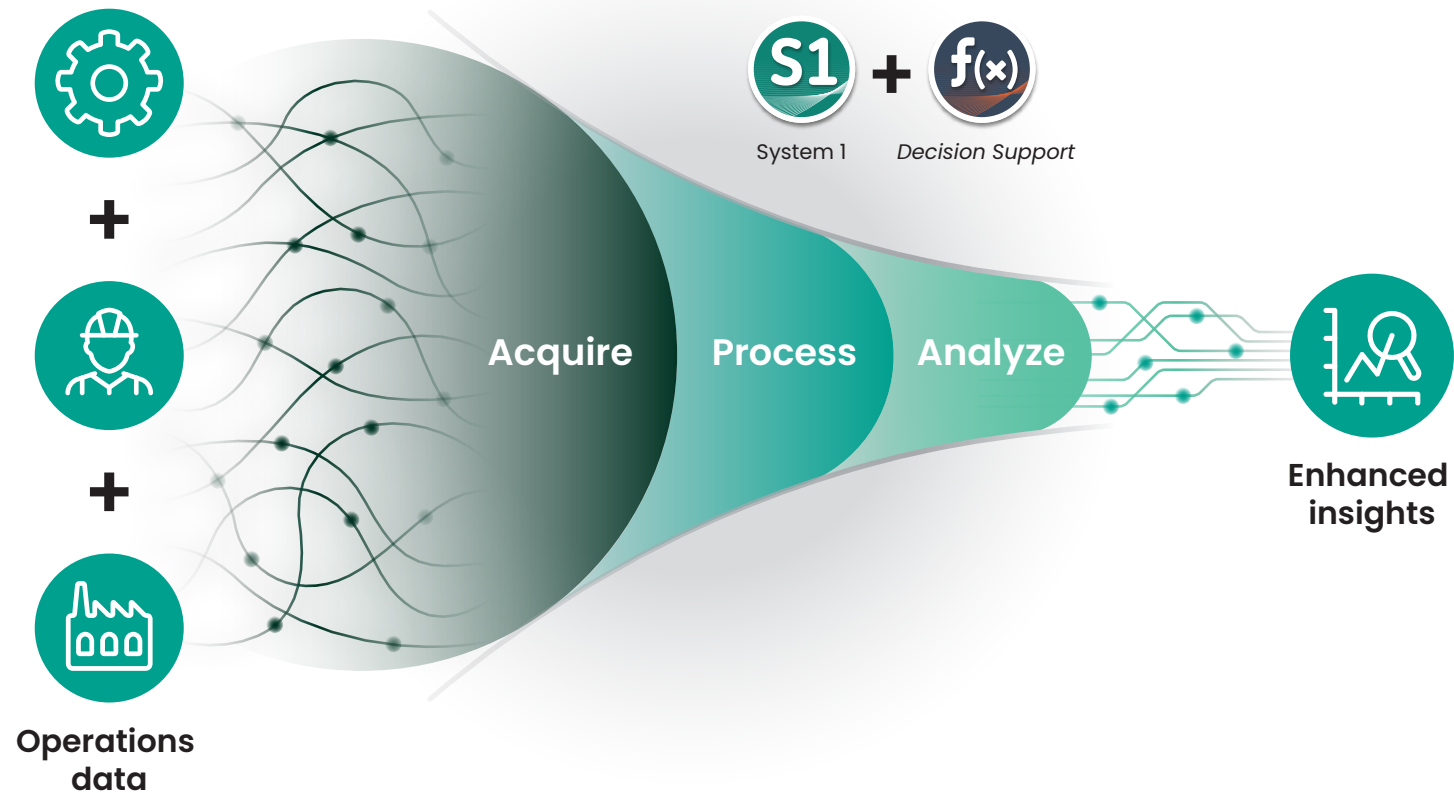 S1
+
f(x)
System 1
Decision Support
+
Acquire
Process
Analyze
+
Enhanced
insights
Operations
data